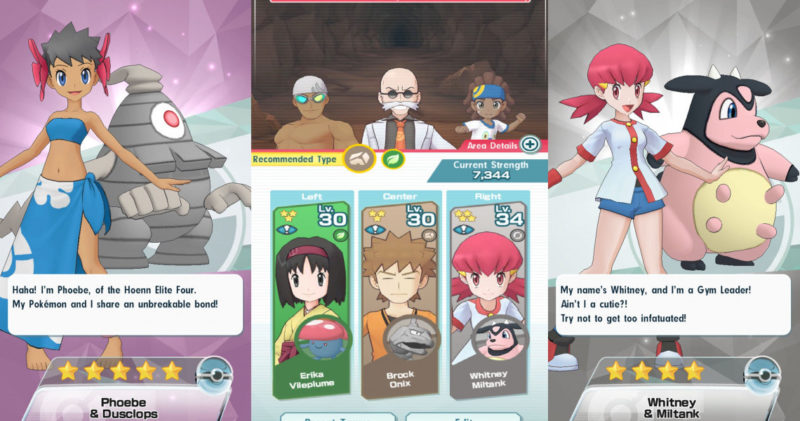 Haha! I'm Phoebe, of the Hoenn Elite Four.
My Pokémon and I share an unbreakable bond!
Phoebe
& Dusclops
Area Details
Recommended Type
Current Strength
7,344
Left
Center
Right
Lv.
30
Lv.
30
Lv.
34
Erika
Vileplume
Brock
Onix
Whitney
Miltank
My name's Whitney, and I'm a Gym Leader!
Ain't I a cutie?!
Try not to get too infatuated!
Whitney
& Miltank